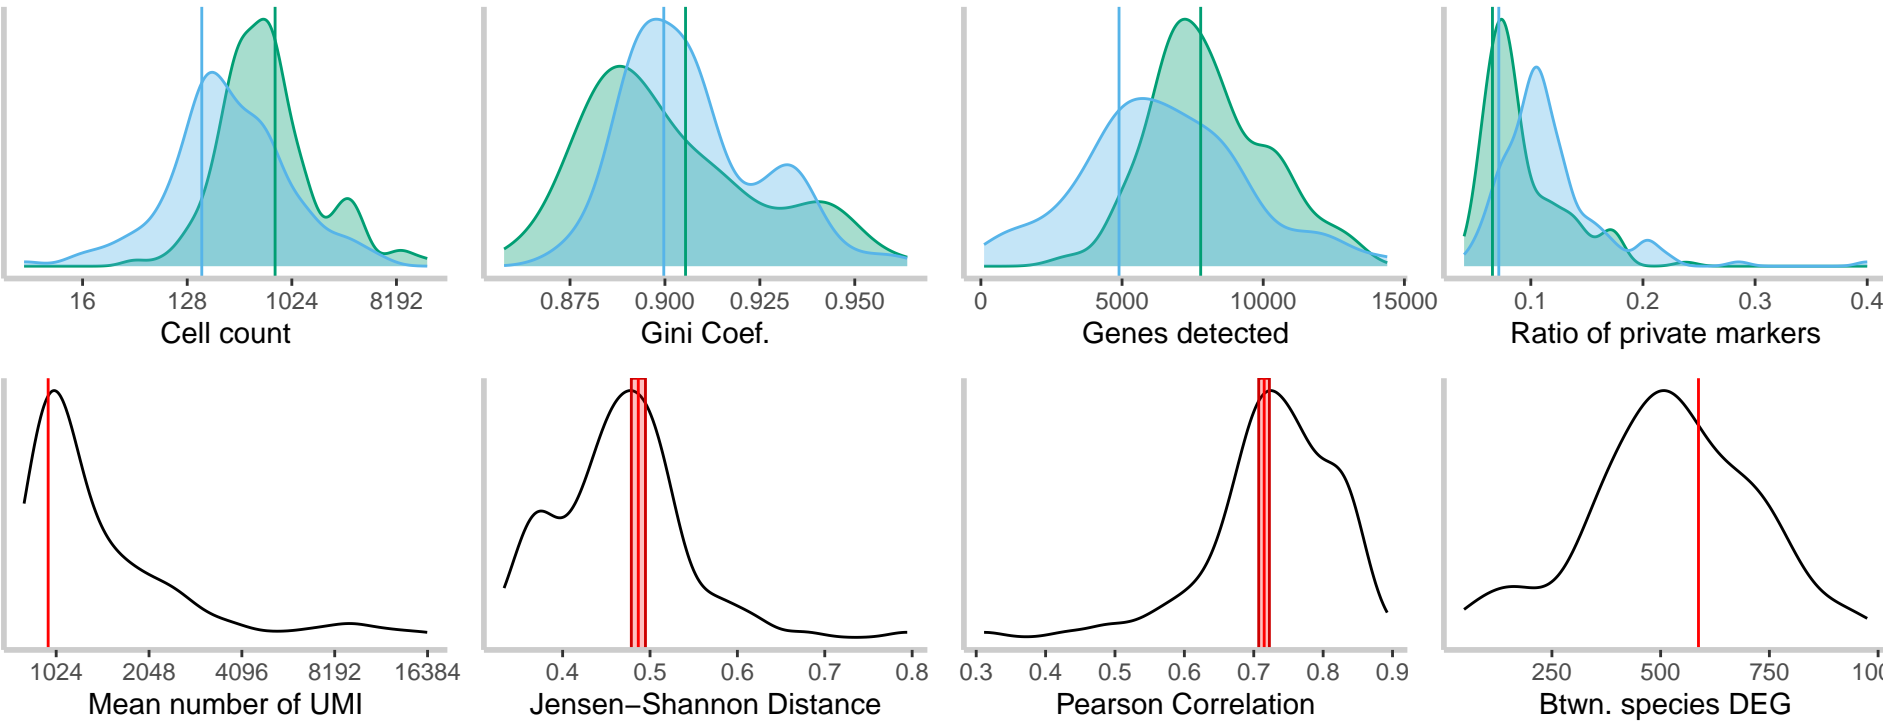 16 128 1024 8192 0.875 0.900 0.925 0.950 0 5000 10000 15000 0.1 0.2 0.3 0.4
Cell count Gini Coef. Genes detected Ratio of private markers
1024 2048 4096 8192 16384 0.4 0.5 0.6 0.7 0.8 0.3 0.4 0.5 0.6 0.7 0.8 0.9 250 500 750 100
Mean number of UMI Jensen−Shannon Distance Pearson Correlation Btwn. species DEG